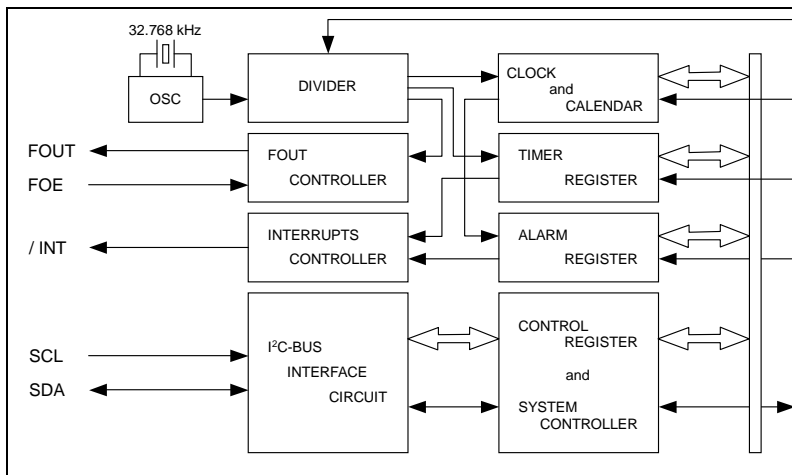 32.768 kHz
OSC
DIVIDER
CLOCK
and
CALENDAR
FOUT
FOE
FOUT
CONTROLLER
TIMER
REGISTER
/ INT
INTERRUPTS
CONTROLLER
ALARM
REGISTER
SCL
SDA
I²C-BUS
INTERFACE
CIRCUIT
CONTROL
REGISTER
and
SYSTEM
CONTROLLER